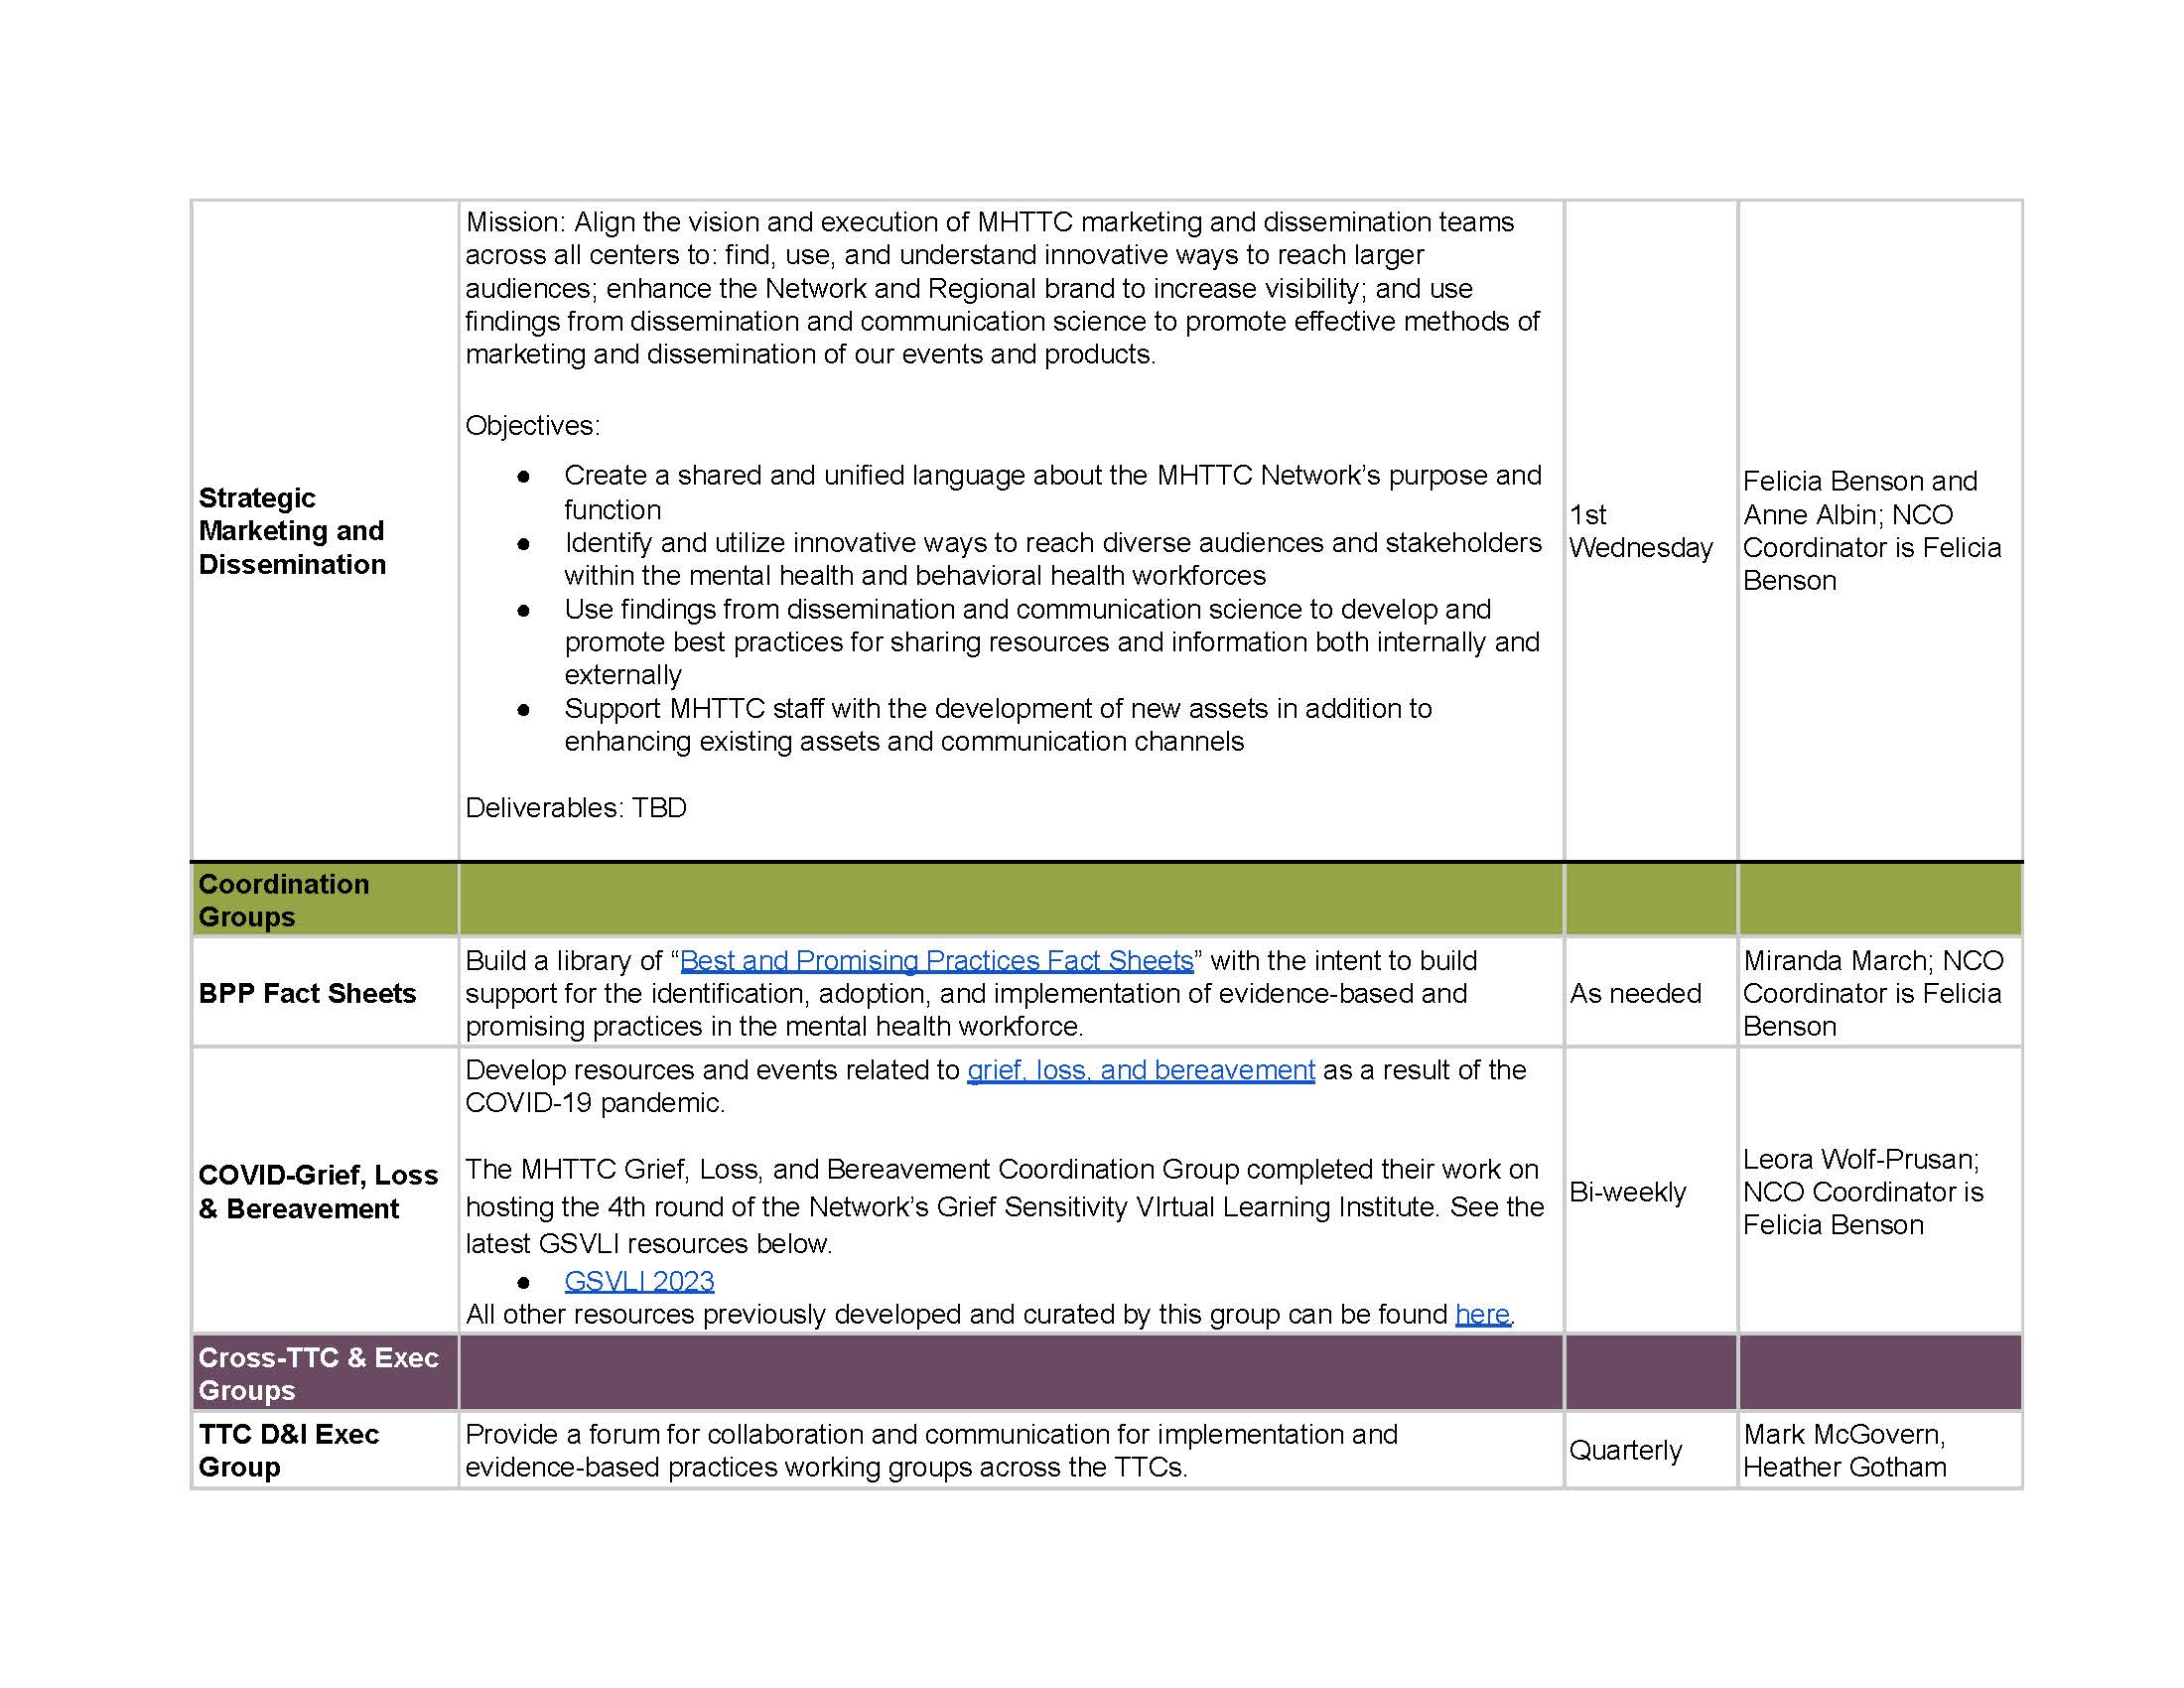 Strategic
Marketing and
Dissemination
Mission: Align the vision and execution of MHTTC marketing and dissemination teams
across all centers to: find, use, and understand innovative ways to reach larger
audiences; enhance the Network and Regional brand to increase visibility; and use
findings from dissemination and communication science to promote effective methods of
marketing and dissemination of our events and products.
Objectives:
● Create a shared and unified language about the MHTTC Network’s purpose and
function
● Identify and utilize innovative ways to reach diverse audiences and stakeholders
within the mental health and behavioral health workforces
● Use findings from dissemination and communication science to develop and
promote best practices for sharing resources and information both internally and
externally
● Support MHTTC staff with the development of new assets in addition to
enhancing existing assets and communication channels
Deliverables: TBD
1st
Wednesday
Felicia Benson and
Anne Albin; NCO
Coordinator is Felicia
Benson
Coordination
Groups
BPP Fact Sheets
Build a library of “Best and Promising Practices Fact Sheets” with the intent to build
support for the identification, adoption, and implementation of evidence-based and
promising practices in the mental health workforce.
As needed
Miranda March; NCO
Coordinator is Felicia
Benson
COVID-Grief, Loss
& Bereavement
Develop resources and events related to grief, loss, and bereavement as a result of the
COVID-19 pandemic.
The MHTTC Grief, Loss, and Bereavement Coordination Group completed their work on
hosting the 4th round of the Network’s Grief Sensitivity VIrtual Learning Institute. See the
latest GSVLI resources below.
● GSVLI 2023
All other resources previously developed and curated by this group can be found here.
Bi-weekly
Leora Wolf-Prusan;
NCO Coordinator is
Felicia Benson
Cross-TTC & Exec
Groups
TTC D&I Exec
Group
Provide a forum for collaboration and communication for implementation and
evidence-based practices working groups across the TTCs.
Quarterly
Mark McGovern,
Heather Gotham